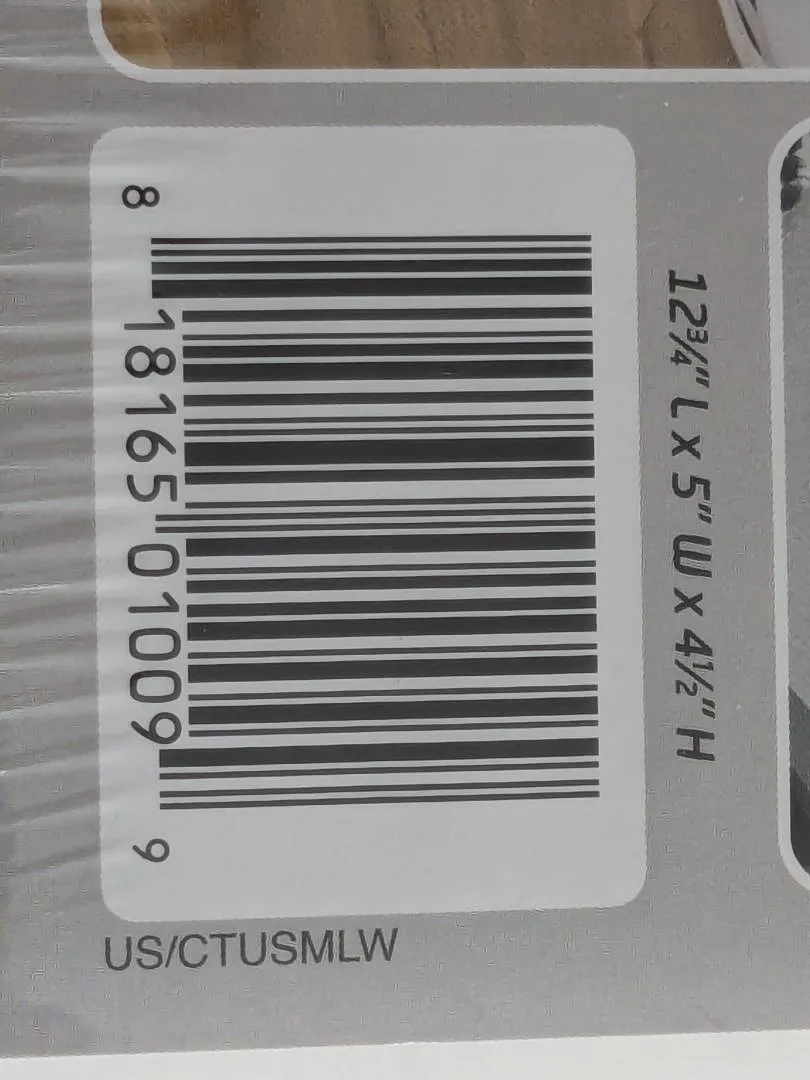 12¾" L x 5" W x 4½" H
8 18165 01009 9
US/CTUSMLW